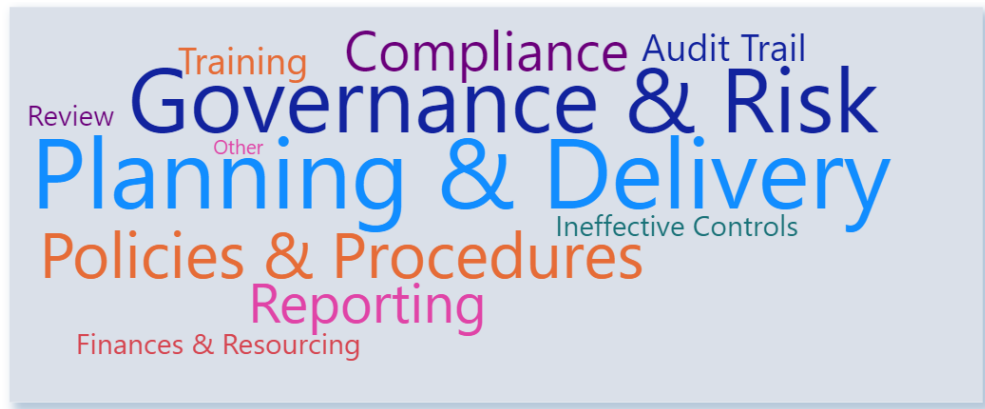 Training
Compliance
Audit Trail
Governance & Risk
Review
Other
Planning & Delivery
Ineffective Controls
Policies & Procedures
Reporting
Finances & Resourcing